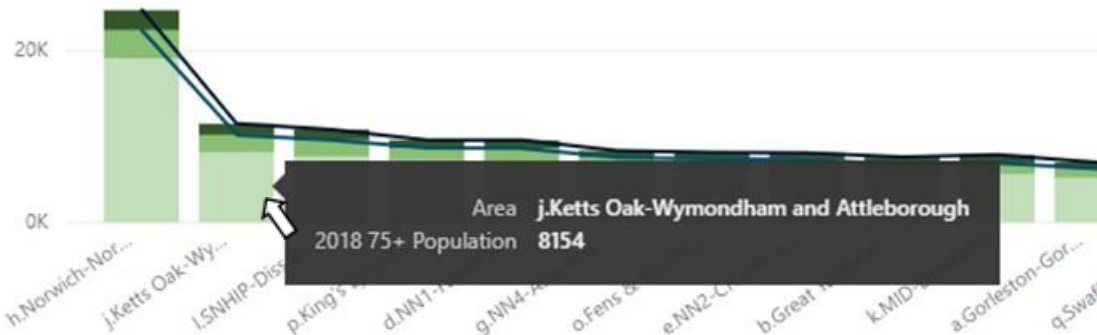 20K
0K
Area j.Ketts Oak-Wymondham and Attleborough
2018 75+ Population 8154
h.Norwich-Nor...
j.Ketts Oak-Wy...
l.SNHIP-Diss
p.King's
d.NN1-
g.NN4-
o.Fens &
e.NN2-C
b.Great
k.MID-
a.Gorleston-Gor...
q.Swaf